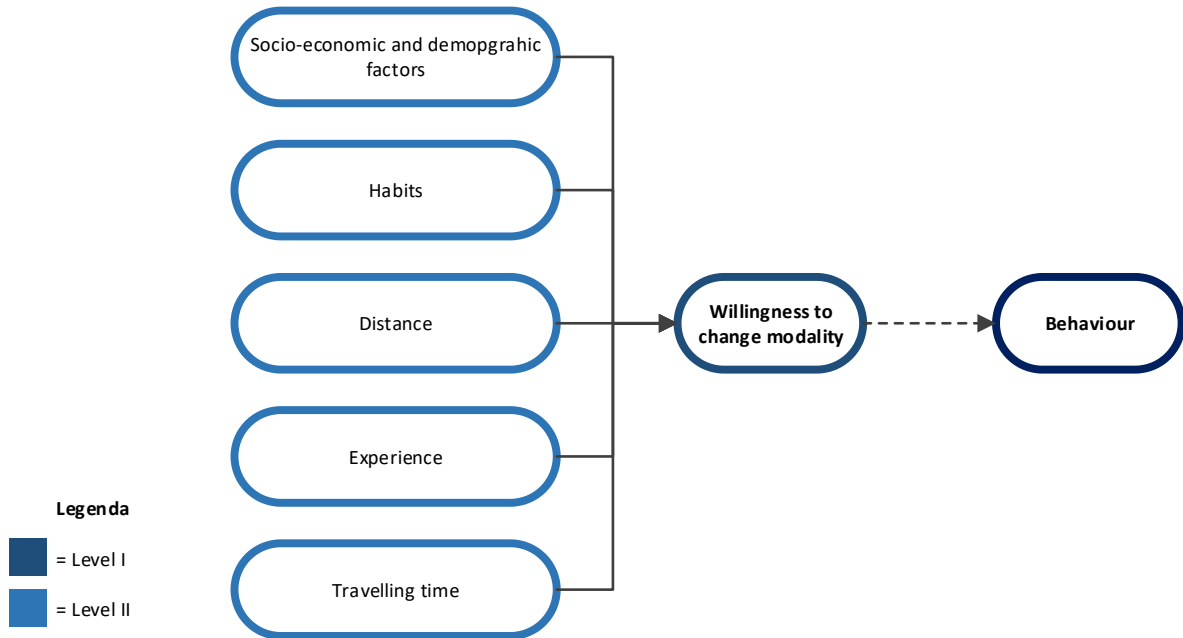 Socio-economic and demopgrahic
factors
Habits
Distance
Willingness to
change modality
Behaviour
Experience
Legenda
= Level I
Travelling time
= Level II